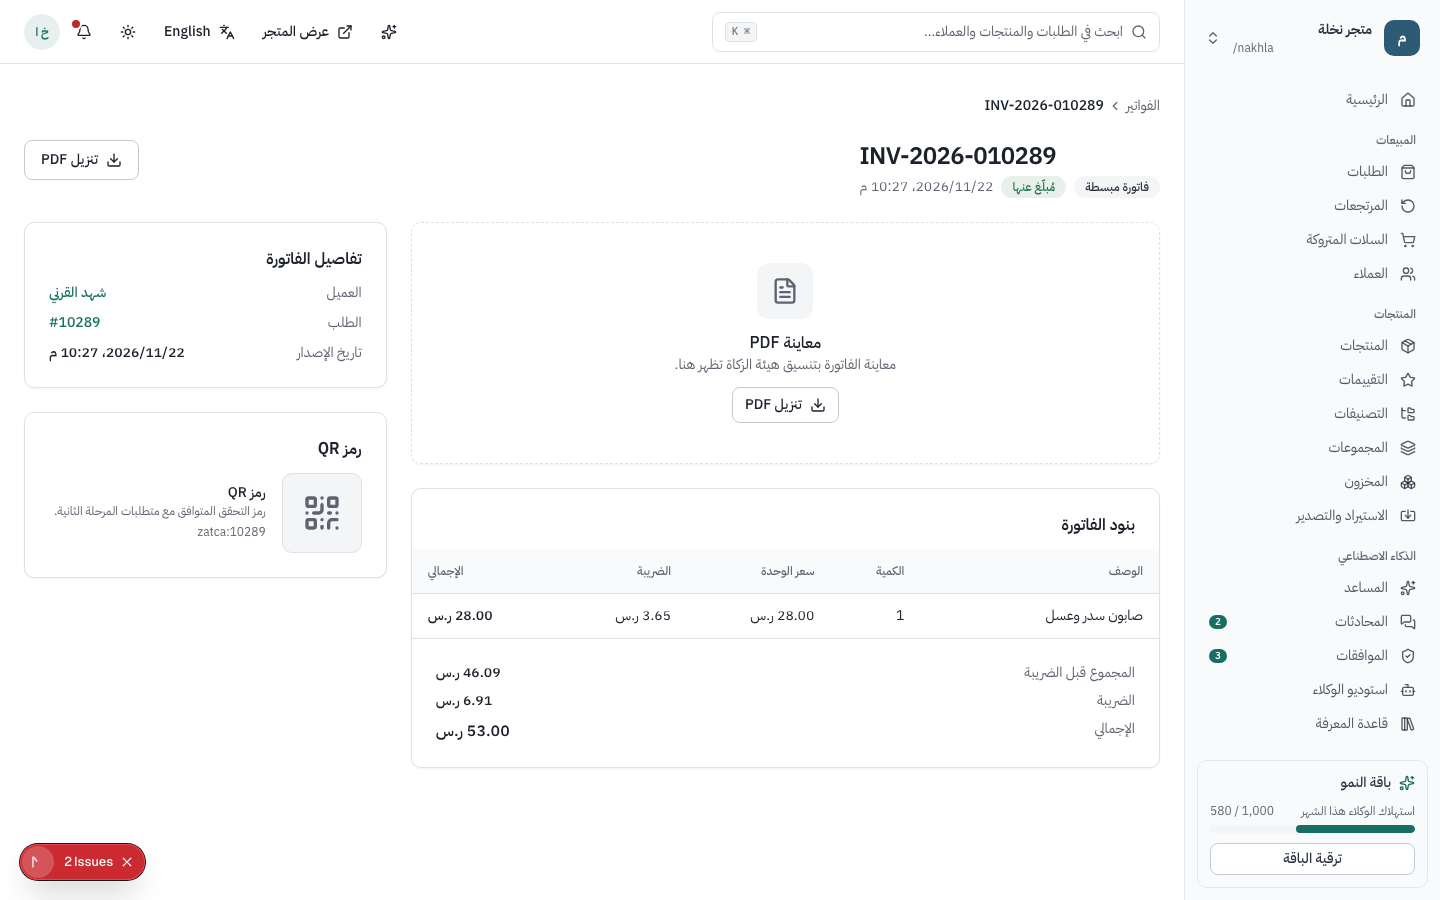 م
متجر نخلة
/nakhla
ابحث في الطلبات والمنتجات والعملاء...
⌘ K
عرض المتجر
English
خ ا
الرئيسية
المبيعات
الطلبات
المرتجعات
السلات المتروكة
العملاء
المنتجات
المنتجات
التقييمات
التصنيفات
المجموعات
المخزون
الاستيراد والتصدير
الذكاء الاصطناعي
المساعد
المحادثات 2
الموافقات 3
استوديو الوكلاء
قاعدة المعرفة
باقة النمو
استهلاك الوكلاء هذا الشهر 580 / 1,000
ترقية الباقة
الفواتير
INV-2026-010289
INV-2026-010289
فاتورة مبسطة
مُبلّغ عنها
2026/11/22، 10:27 م
تنزيل PDF
معاينة PDF
معاينة الفاتورة بتنسيق هيئة الزكاة تظهر هنا.
تنزيل PDF
بنود الفاتورة
الوصف الكمية سعر الوحدة الضريبة الإجمالي
صابون سدر وعسل 1 28.00 ر.س 3.65 ر.س 28.00 ر.س
المجموع قبل الضريبة 46.09 ر.س
الضريبة 6.91 ر.س
الإجمالي 53.00 ر.س
تفاصيل الفاتورة
العميل شهد القرني
الطلب #10289
تاريخ الإصدار 2026/11/22، 10:27 م
رمز QR
رمز QR
رمز التحقق المتوافق مع متطلبات المرحلة الثانية.
zatca:10289
2 Issues